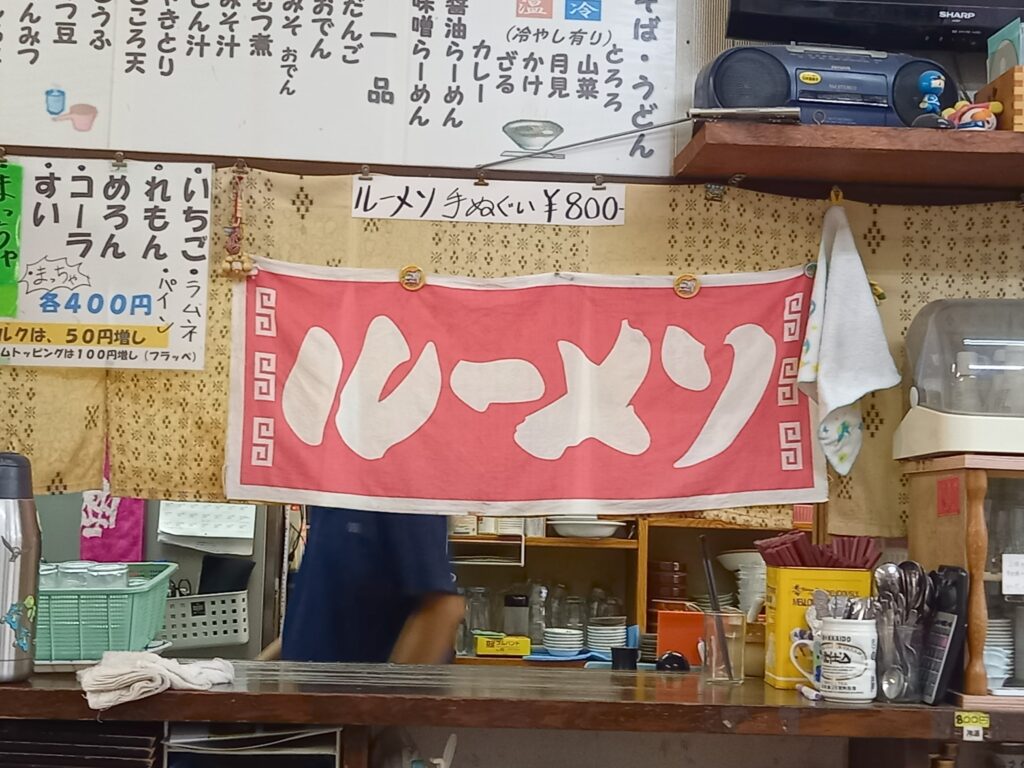 SHARP
そば・うどん
温 冷
(冷やし有り)
とろろ
山菜
月見
かけ
ざる
カレー
醤油らーめん
味噌らーめん
一品
だんご
おでん
みそおでん
もつ煮
みそ汁
ん汁
やきとり
ころ天
うふ
つ豆
んみつ
ルーメソ 手ぬぐい ¥800-
・いちご
・れもん
・めろん
・コーラ
・すい
・ラムネ
・パイン
・まっちゃ
各400円
ルクは、50円増し
ムトッピングは100円増し(フラッペ)
まっちゃ
ルーメソ
HOKKAIDO